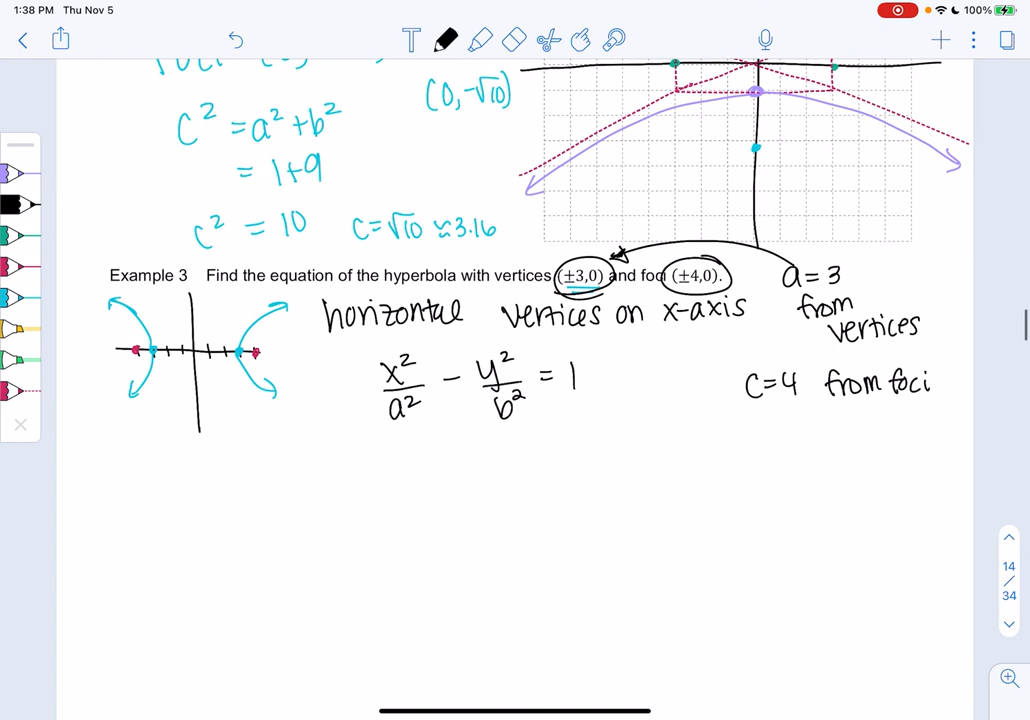 1:38 PM Thu Nov 5
100%
(0, -√10)
c² = a² + b²
= 1+9
c² = 10 c = √10 ≈ 3.16
Example 3 Find the equation of the hyperbola with vertices (±3,0) and foci (±4,0).
a = 3
from
vertices
horizontal vertices on x-axis
x²/a² - y²/b² = 1
c = 4 from foci
14
/
34